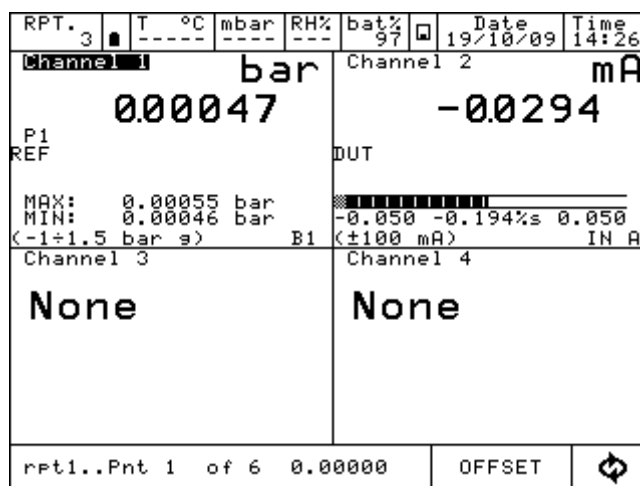 RPT. T °C mbar RH% bat% Date Time
3 ----- ---- --- 97 19/10/09 14:26
Channel 1 bar
0.00047
P1
REF
MAX: 0.00055 bar
MIN: 0.00046 bar
(-1÷1.5 bar g) B1
Channel 2 mA
-0.0294
DUT
-0.050 -0.194%s 0.050
(±100 mA) IN A
Channel 3
None
Channel 4
None
rpt1..Pnt 1 of 6 0.00000 OFFSET